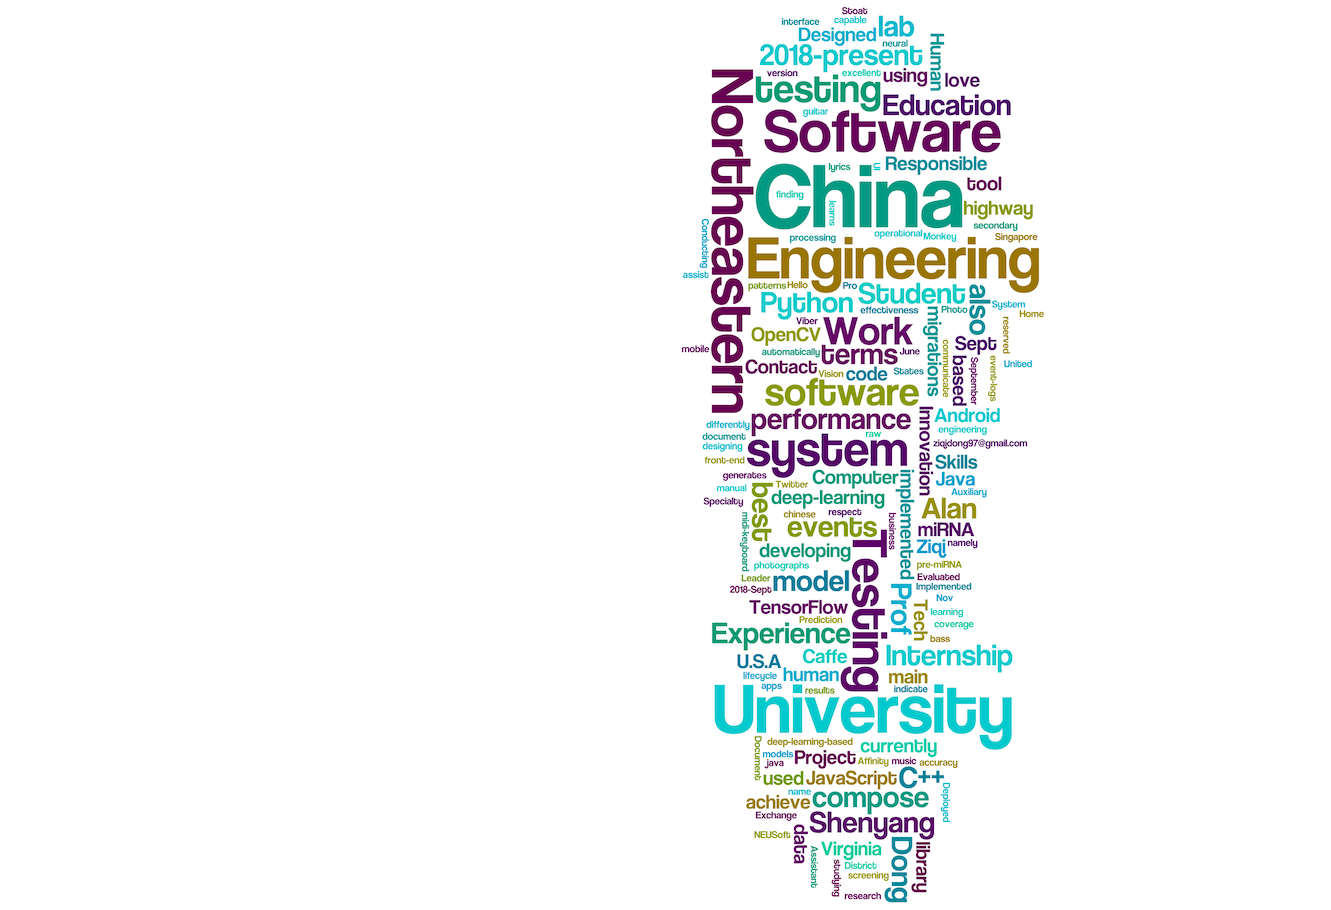 Stoat
interface
capable
Designed
lab
neural
2018-present
Human
version
excellent
using
love
testing
Northeastern
guitar
Education
Software
lyrics
UI
Responsible
China
tool
finding
learns
highway
secondary
Conducting
processing
operational
Monkey
Singapore
Engineering
assist
patterns
Hello
Pro
Student
also
Python
System
effectiveness
Photo
Home
Viber
Work
migrations
reserved
OpenCV
Sept
mobile
automatically
terms
June
communicate
based
September
event-logs
United
Contact
Vision
code
States
software
performance
Innovation
Android
differently
engineering
document
raw
ziqjdong97@gmail.com
designing
system
front-end
Skills
generates
Computer
implemented
Java
manual
best
Twitter
deep-learning
Auxiliary
Specialty
Alan
midi-keyboard
chinese
respect
business
events
miRNA
Testing
Ziqi
namely
developing
photographs
pre-miRNA
Leader
model
Evaluated
2018-Sept
Implemented
Prof
Nov
TensorFlow
Tech
learning
Prediction
coverage
Experience
bass
U.S.A
Caffe
Internship
lifecycle
human
main
apps
results
indicate
University
Document
deep-learning-based
currently
models
Project
Affinity
music
accuracy
java
used
JavaScript
C++
name
Deployed
achieve
compose
Exchange
Shenyang
NEUSoft
data
Virginia
Dong
library
Assistant
studying
District
screening
research